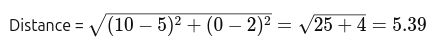 Distance = √(10 − 5)² + (0 − 2)² = √25 + 4 = 5.39